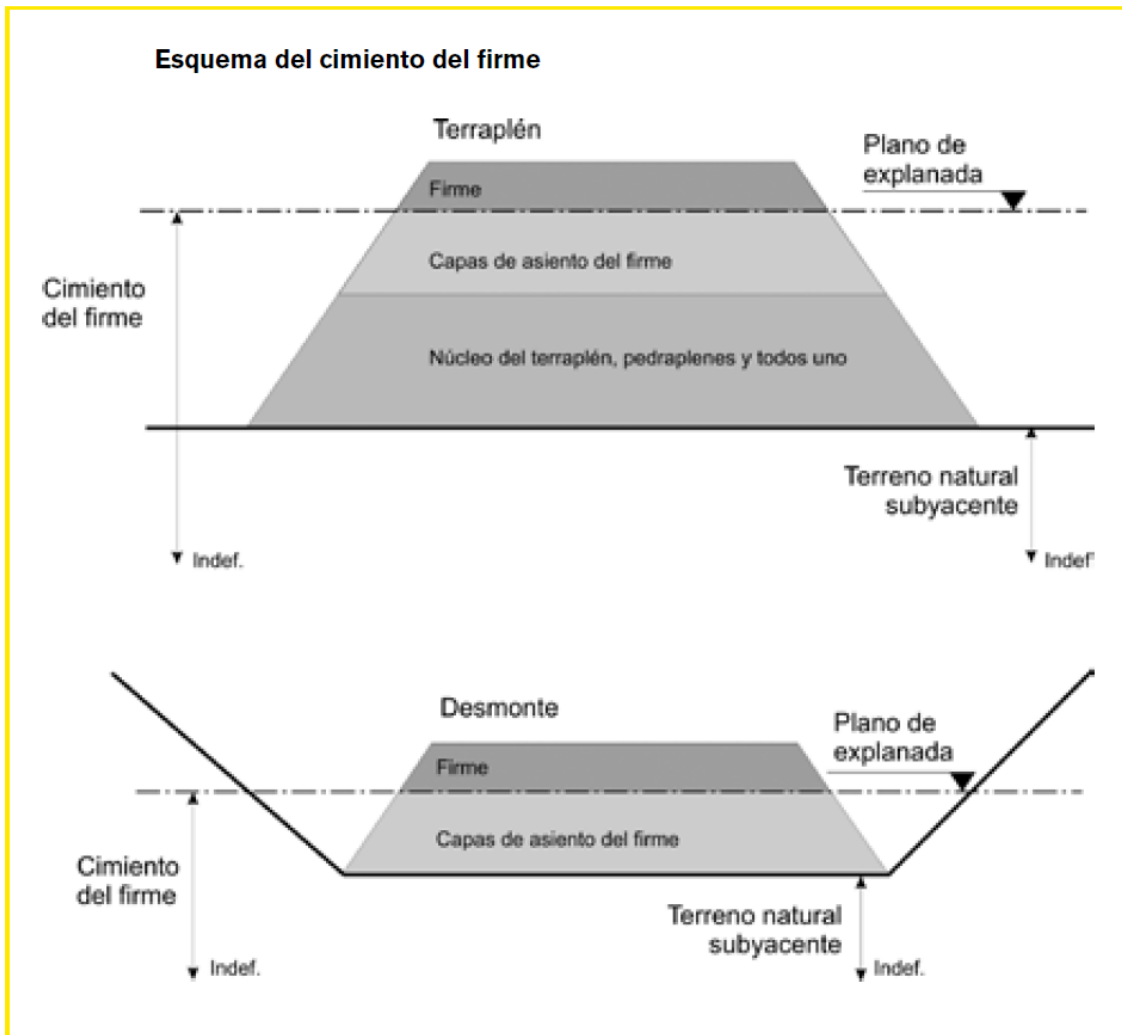 Esquema del cimiento del firme
Terraplén
Plano de
explanada
Firme
Capas de asiento del firme
Cimiento
del firme
Núcleo del terraplén, pedraplenes y todos uno
Terreno natural
subyacente
Indef.
Indef'
Desmonte
Plano de
explanada
Firme
Capas de asiento del firme
Cimiento
del firme
Terreno natural
subyacente
Indef.
Indef.